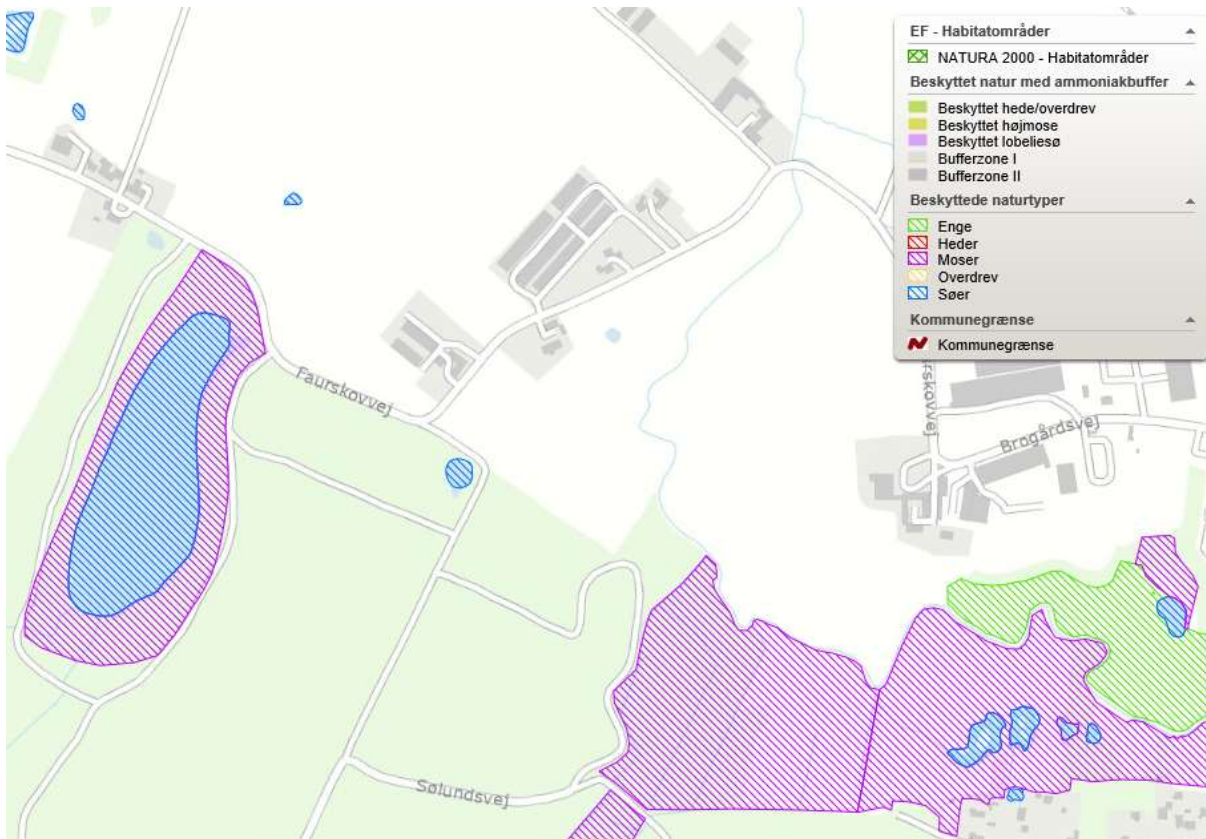 EF - Habitatområder
NATURA 2000 - Habitatområder
Beskyttet natur med ammoniakbuffer
Beskyttet hede/overdrev
Beskyttet højmose
Beskyttet lobeliesø
Bufferzone I
Bufferzone II
Beskyttede naturtyper
Enge
Heder
Moser
Overdrev
Søer
Kommunegrænse
Kommunegrænse
Faurskovvej
rskovvej
Brogårdsvej
Sølundsvej